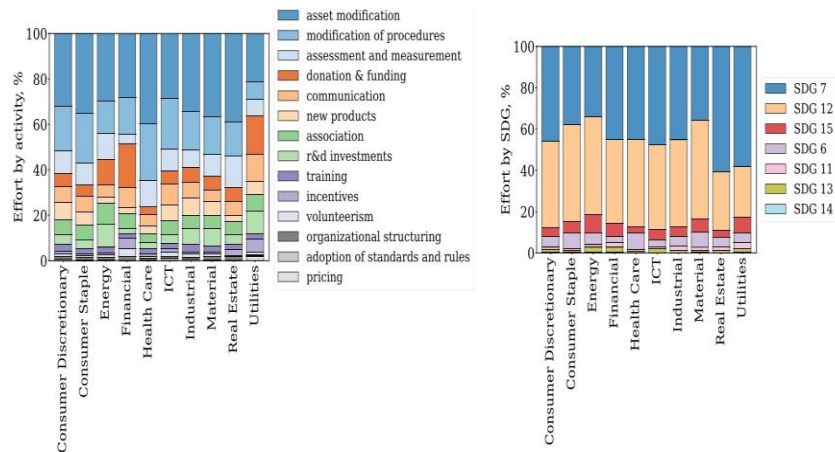 Effort by activity, %
100
80
60
40
20
0
Consumer Discretionary
Consumer Staple
Energy
Financial
Health Care
ICT
Industrial
Material
Real Estate
Utilities
asset modification
modification of procedures
assessment and measurement
donation & funding
communication
new products
association
r&d investments
training
incentives
volunteerism
organizational structuring
adoption of standards and rules
pricing
Effort by SDG, %
100
80
60
40
20
0
Consumer Discretionary
Consumer Staple
Energy
Financial
Health Care
ICT
Industrial
Material
Real Estate
Utilities
SDG 7
SDG 12
SDG 15
SDG 6
SDG 11
SDG 13
SDG 14